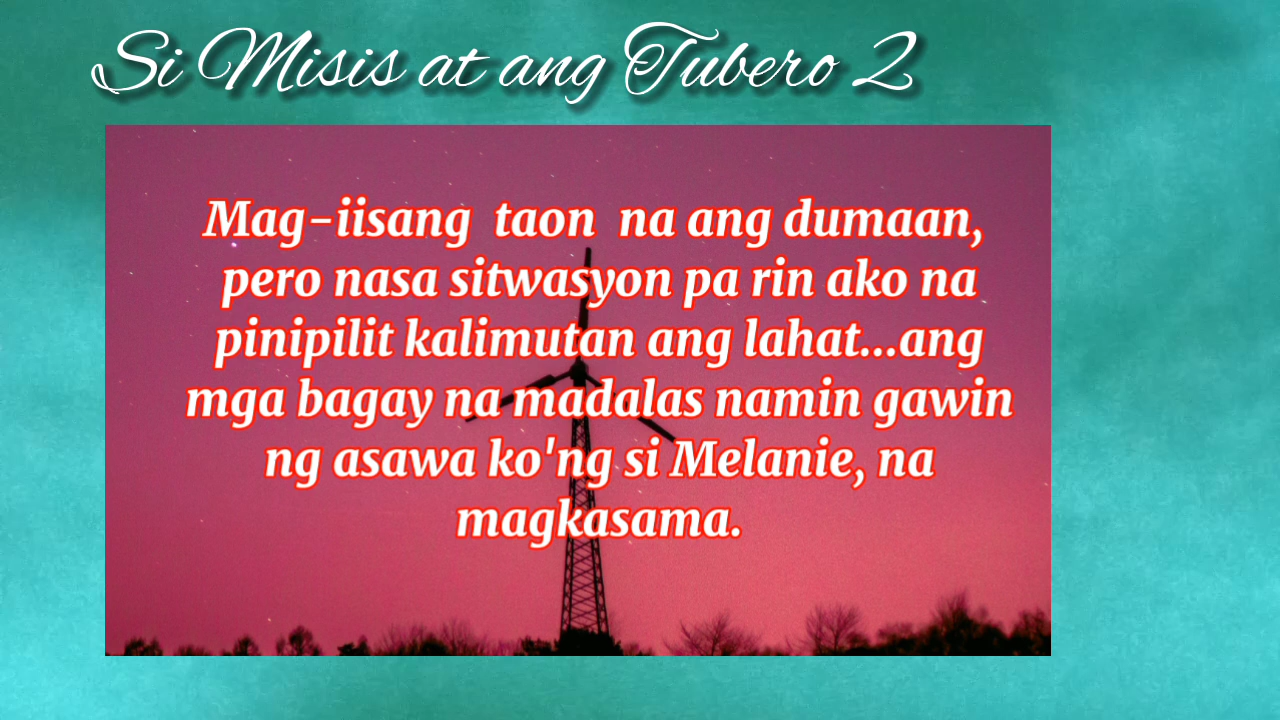 Si Misis at ang Tubero 2
Mag-iisang taon na ang dumaan,
pero nasa sitwasyon pa rin ako na
pinipilit kalimutan ang lahat...ang
mga bagay na madalas namin gawin
ng asawa ko'ng si Melanie, na
magkasama.